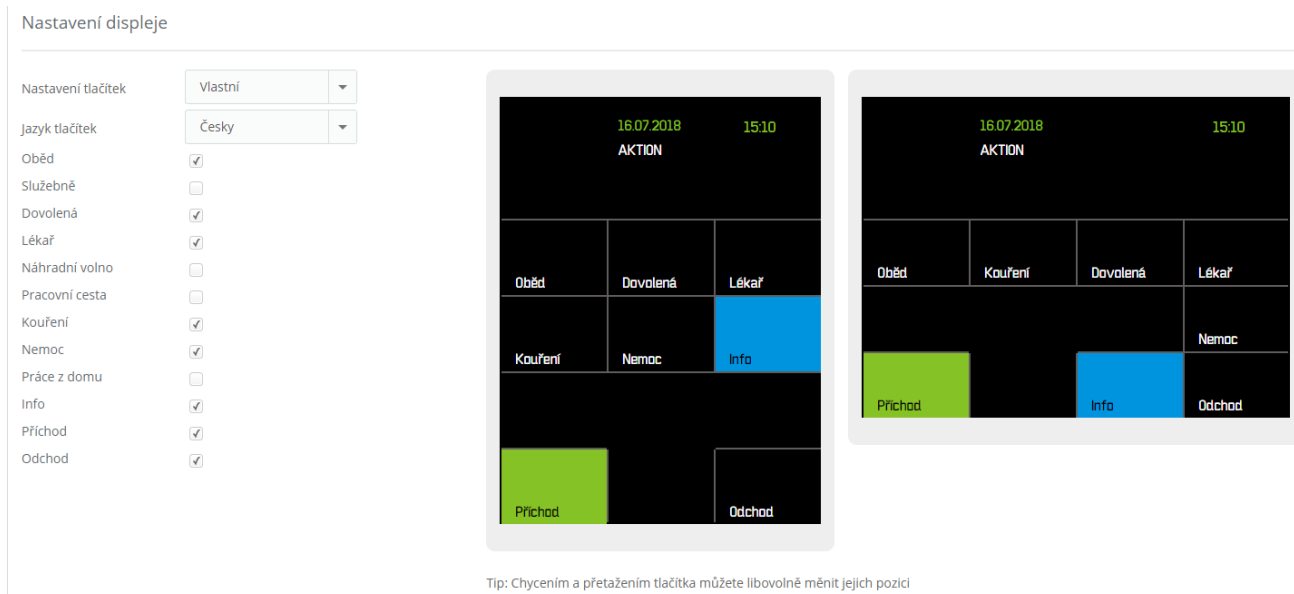 Nastavení displeje
Nastavení tlačítek
Vlastní
Jazyk tlačítek
Česky
Oběd
Služebně
Dovolená
Lékař
Náhradní volno
Pracovní cesta
Kouření
Nemoc
Práce z domu
Info
Příchod
Odchod
16.07.2018 15:10
AKTION
Oběd Dovolená Lékař
Kouření Nemoc Info
Příchod Odchod
16.07.2018 15:10
AKTION
Oběd Kouření Dovolená Lékař
Nemoc
Příchod Info Odchod
Tip: Chycením a přetažením tlačítka můžete libovolně měnit jejich pozici